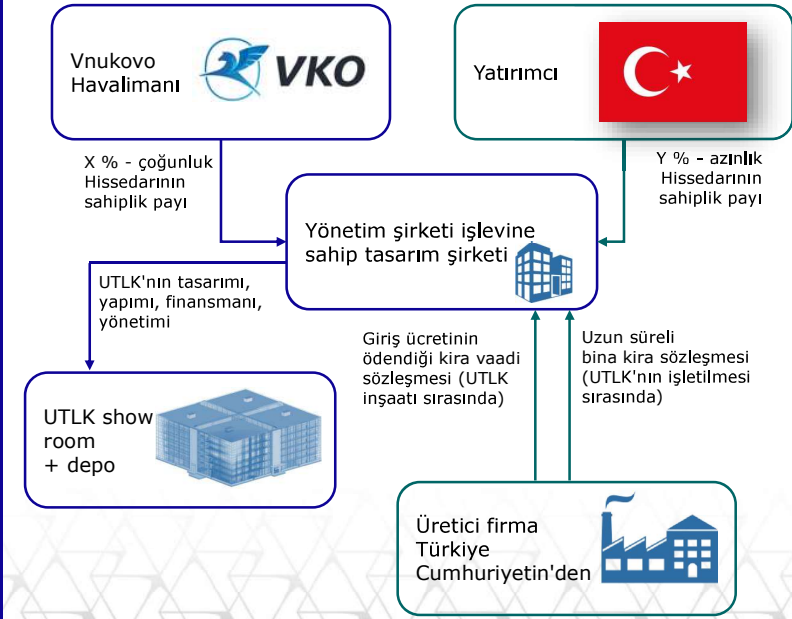 Vnukovo
Havalimanı
VKO
Yatırımcı
X % - çoğunluk
Hissedarının
sahiplik payı
Y % - azınlık
Hissedarının
sahiplik payı
Yönetim şirketi işlevine
sahip tasarım şirketi
UTLK'nın tasarımı,
yapımı, finansmanı,
yönetimi
Giriş ücretinin
ödendiği kira vaadi
sözleşmesi (UTLK
inşaatı sırasında)
Uzun süreli
bina kira sözleşmesi
(UTLK'nın işletilmesi
sırasında)
UTLK show
room
+ depo
Üretici firma
Türkiye
Cumhuriyetin'den